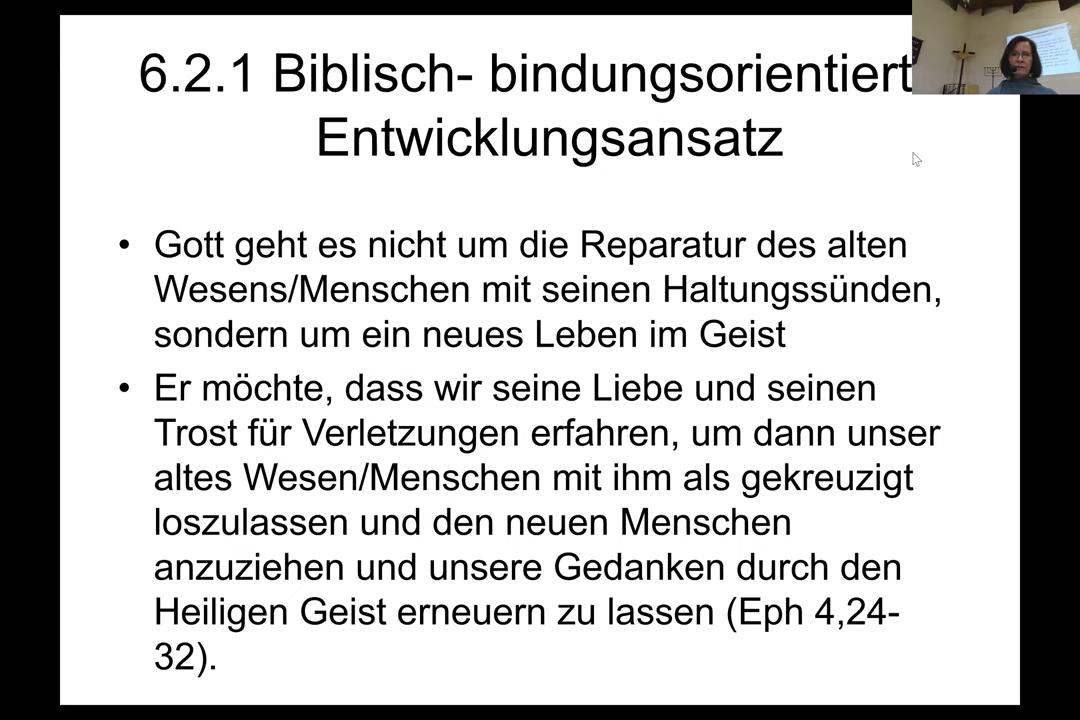 6.2.1 Biblisch- bindungsorientiert
Entwicklungsansatz
• Gott geht es nicht um die Reparatur des alten
Wesens/Menschen mit seinen Haltungssünden,
sondern um ein neues Leben im Geist
• Er möchte, dass wir seine Liebe und seinen
Trost für Verletzungen erfahren, um dann unser
altes Wesen/Menschen mit ihm als gekreuzigt
loszulassen und den neuen Menschen
anzuziehen und unsere Gedanken durch den
Heiligen Geist erneuern zu lassen (Eph 4,24-
32).